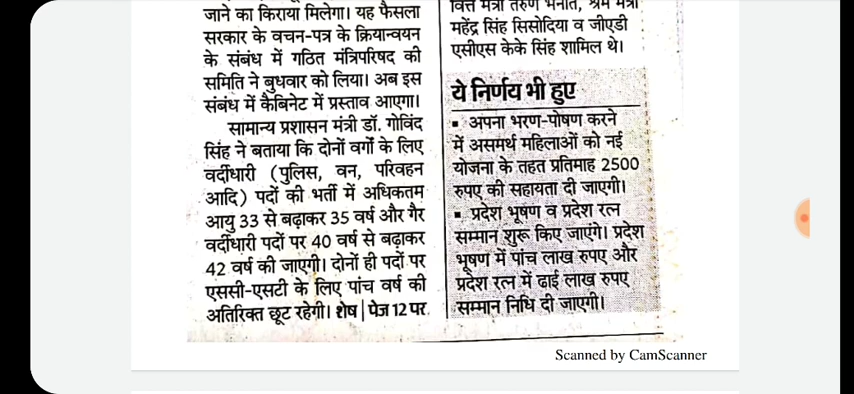 जाने का किराया मिलेगा। यह फैसला
सरकार के वचन-पत्र के क्रियान्वयन
के संबंध में गठित मंत्रिपरिषद की
समिति ने बुधवार को लिया। अब इस
संबंध में कैबिनेट में प्रस्ताव आएगा।
सामान्य प्रशासन मंत्री डॉ. गोविंद
सिंह ने बताया कि दोनों वर्गों के लिए
वर्दीधारी (पुलिस, वन, परिवहन
आदि) पदों की भर्ती में अधिकतम
आयु 33 से बढ़ाकर 35 वर्ष और गैर
वर्दीधारी पदों पर 40 वर्ष से बढ़ाकर
42 वर्ष की जाएगी। दोनों ही पदों पर
एससी-एसटी के लिए पांच वर्ष की
अतिरिक्त छूट रहेगी। शेष | पेज 12 पर
वित्त मंत्री तरुण भनोत, श्रम मंत्री
महेंद्र सिंह सिसोदिया व जीएडी
एसीएस केके सिंह शामिल थे।
ये निर्णय भी हुए
▪ अपना भरण-पोषण करने
में असमर्थ महिलाओं को नई
योजना के तहत प्रतिमाह 2500
रुपए की सहायता दी जाएगी।
▪ प्रदेश भूषण व प्रदेश रत्न
सम्मान शुरू किए जाएंगे। प्रदेश
भूषण में पांच लाख रुपए और
प्रदेश रत्न में ढाई लाख रुपए
सम्मान निधि दी जाएगी।
Scanned by CamScanner